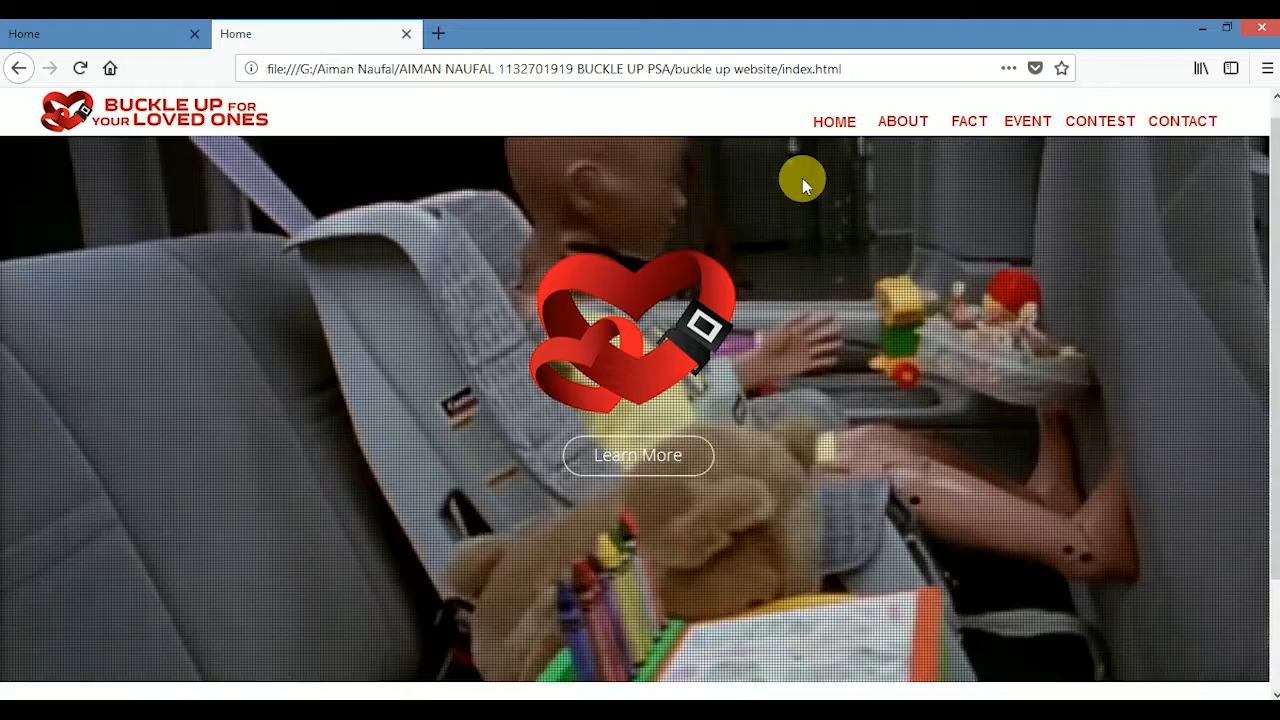 Home
Home
file:///G:/Aiman Naufal/AIMAN NAUFAL 1132701919 BUCKLE UP PSA/buckle up website/index.html
BUCKLE UP FOR
YOUR LOVED ONES
HOME ABOUT FACT EVENT CONTEST CONTACT
Learn More